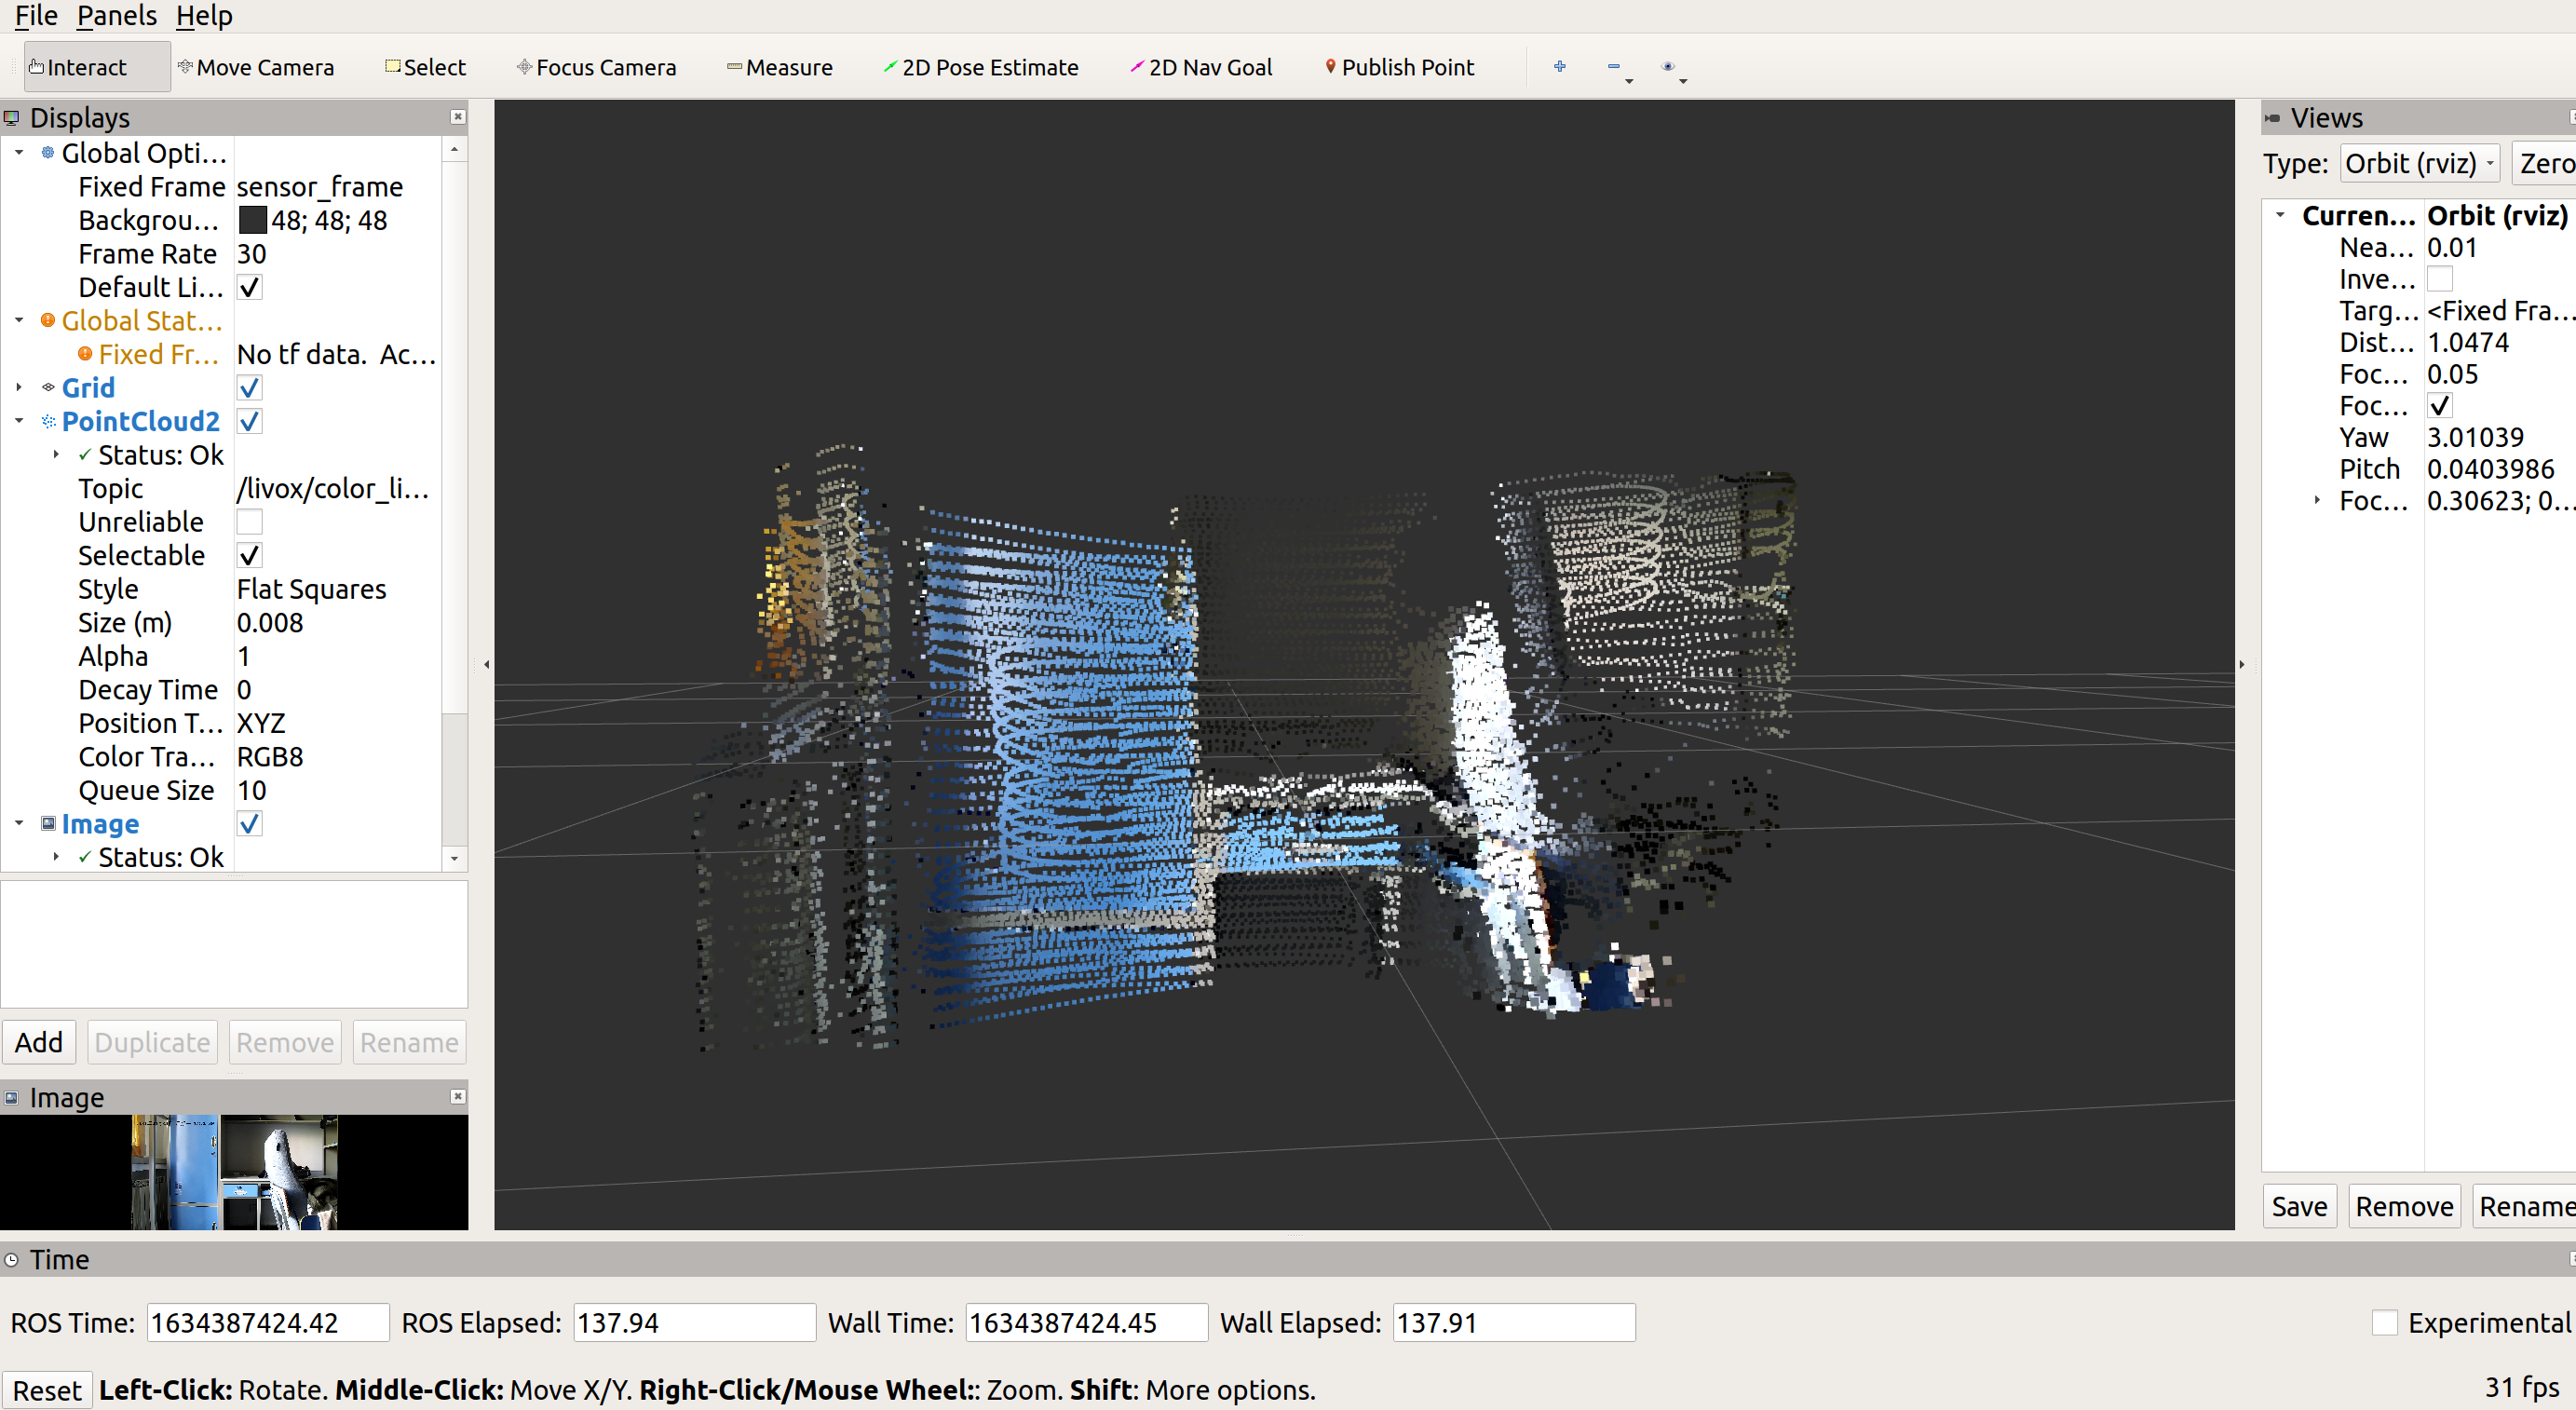 File Panels Help
Interact Move Camera Select Focus Camera Measure 2D Pose Estimate 2D Nav Goal Publish Point
Displays
Global Opti...
Fixed Frame sensor_frame
Backgrou... 48; 48; 48
Frame Rate 30
Default Li...
Global Stat...
Fixed Fr... No tf data. Ac...
Grid
PointCloud2
Status: Ok
Topic /livox/color_li...
Unreliable
Selectable
Style Flat Squares
Size (m) 0.008
Alpha 1
Decay Time 0
Position T... XYZ
Color Tra... RGB8
Queue Size 10
Image
Status: Ok
Add Duplicate Remove Rename
Image
Views
Type: Orbit (rviz) Zero
Curren... Orbit (rviz)
Nea... 0.01
Inve...
Targ... <Fixed Fra...
Dist... 1.0474
Foc... 0.05
Foc...
Yaw 3.01039
Pitch 0.0403986
Foc... 0.30623; 0...
Save Remove Rename
Time
ROS Time: 1634387424.42 ROS Elapsed: 137.94 Wall Time: 1634387424.45 Wall Elapsed: 137.91 Experimental
Reset Left-Click: Rotate. Middle-Click: Move X/Y. Right-Click/Mouse Wheel:: Zoom. Shift: More options. 31 fps